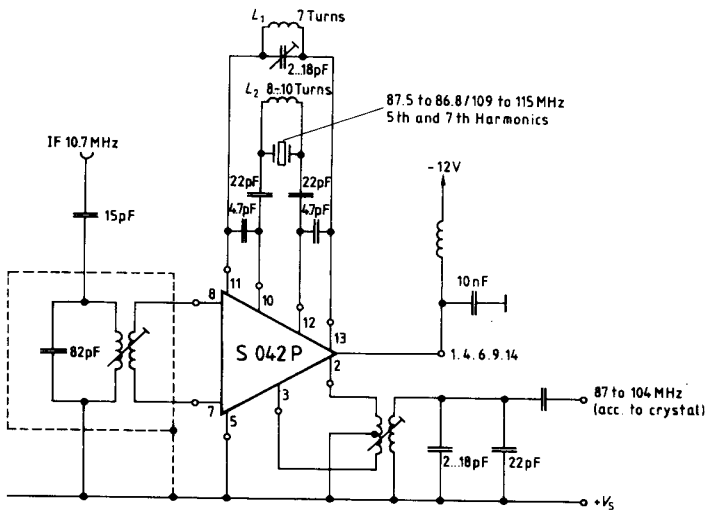 L₁ 7 Turns
2...18pF
L₂ 8-10Turns
87.5 to 86.8/109 to 115 MHz
5th and 7th Harmonics
IF 10.7 MHz
-12V
22pF 22pF
15pF
4.7pF 4.7pF
10nF
11
8 10
12
13
82pF
S 042 P
1.4.6.9.14
2
3
7
5
87 to 104 MHz
(acc. to crystal)
2...18pF 22pF
+Vₛ